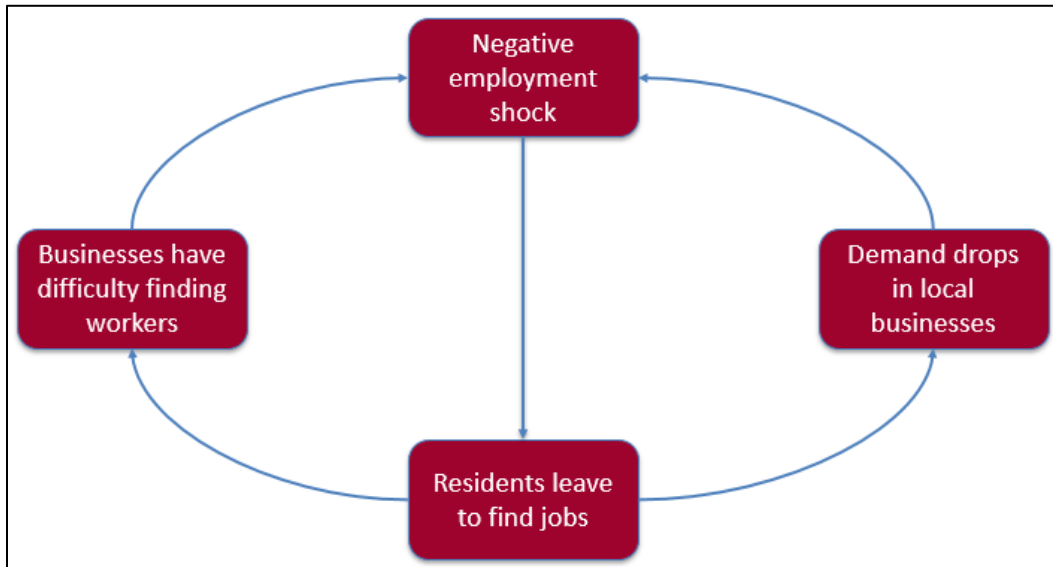 Negative
employment
shock
Businesses have
difficulty finding
workers
Demand drops
in local
businesses
Residents leave
to find jobs